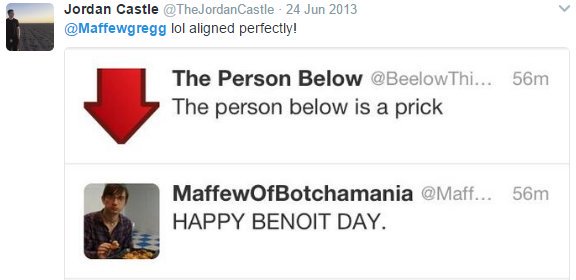 Jordan Castle @TheJordanCastle · 24 Jun 2013
@Maffewgregg lol aligned perfectly!
The Person Below @BeelowThi... 56m
The person below is a prick
MaffewOfBotchamania @Maff... 56m
HAPPY BENOIT DAY.